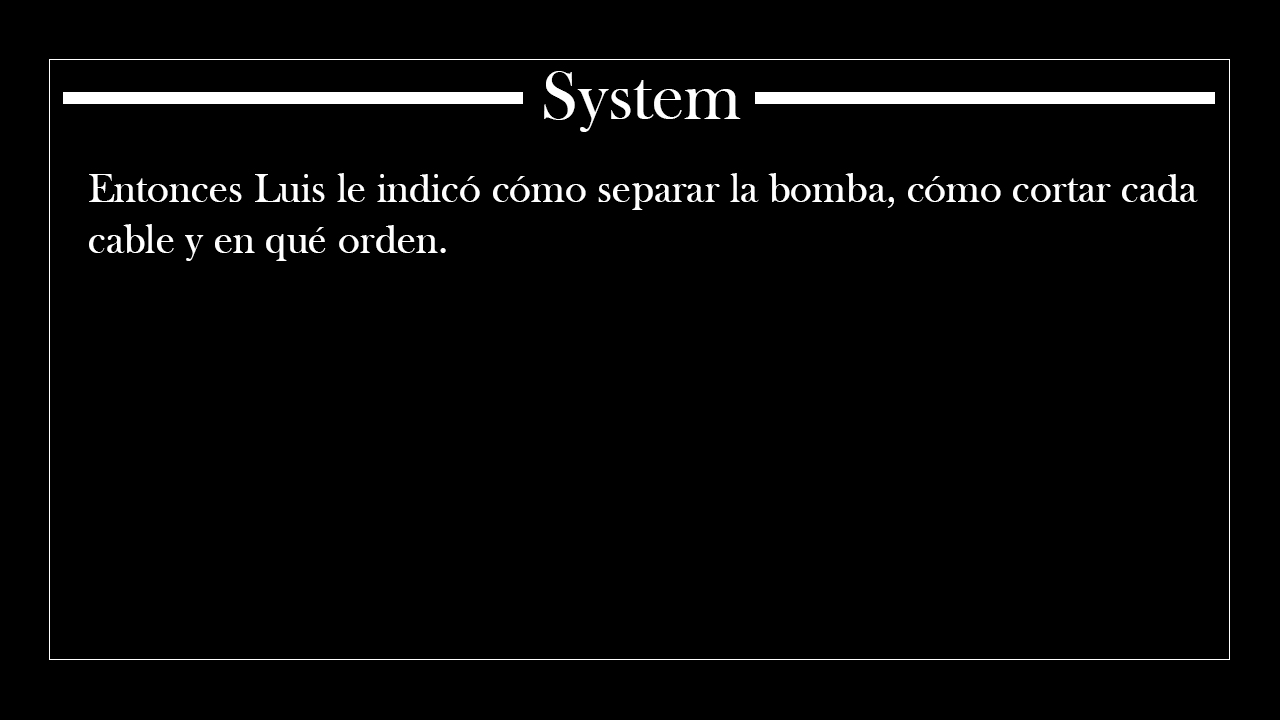 System
Entonces Luis le indicó cómo separar la bomba, cómo cortar cada
cable y en qué orden.